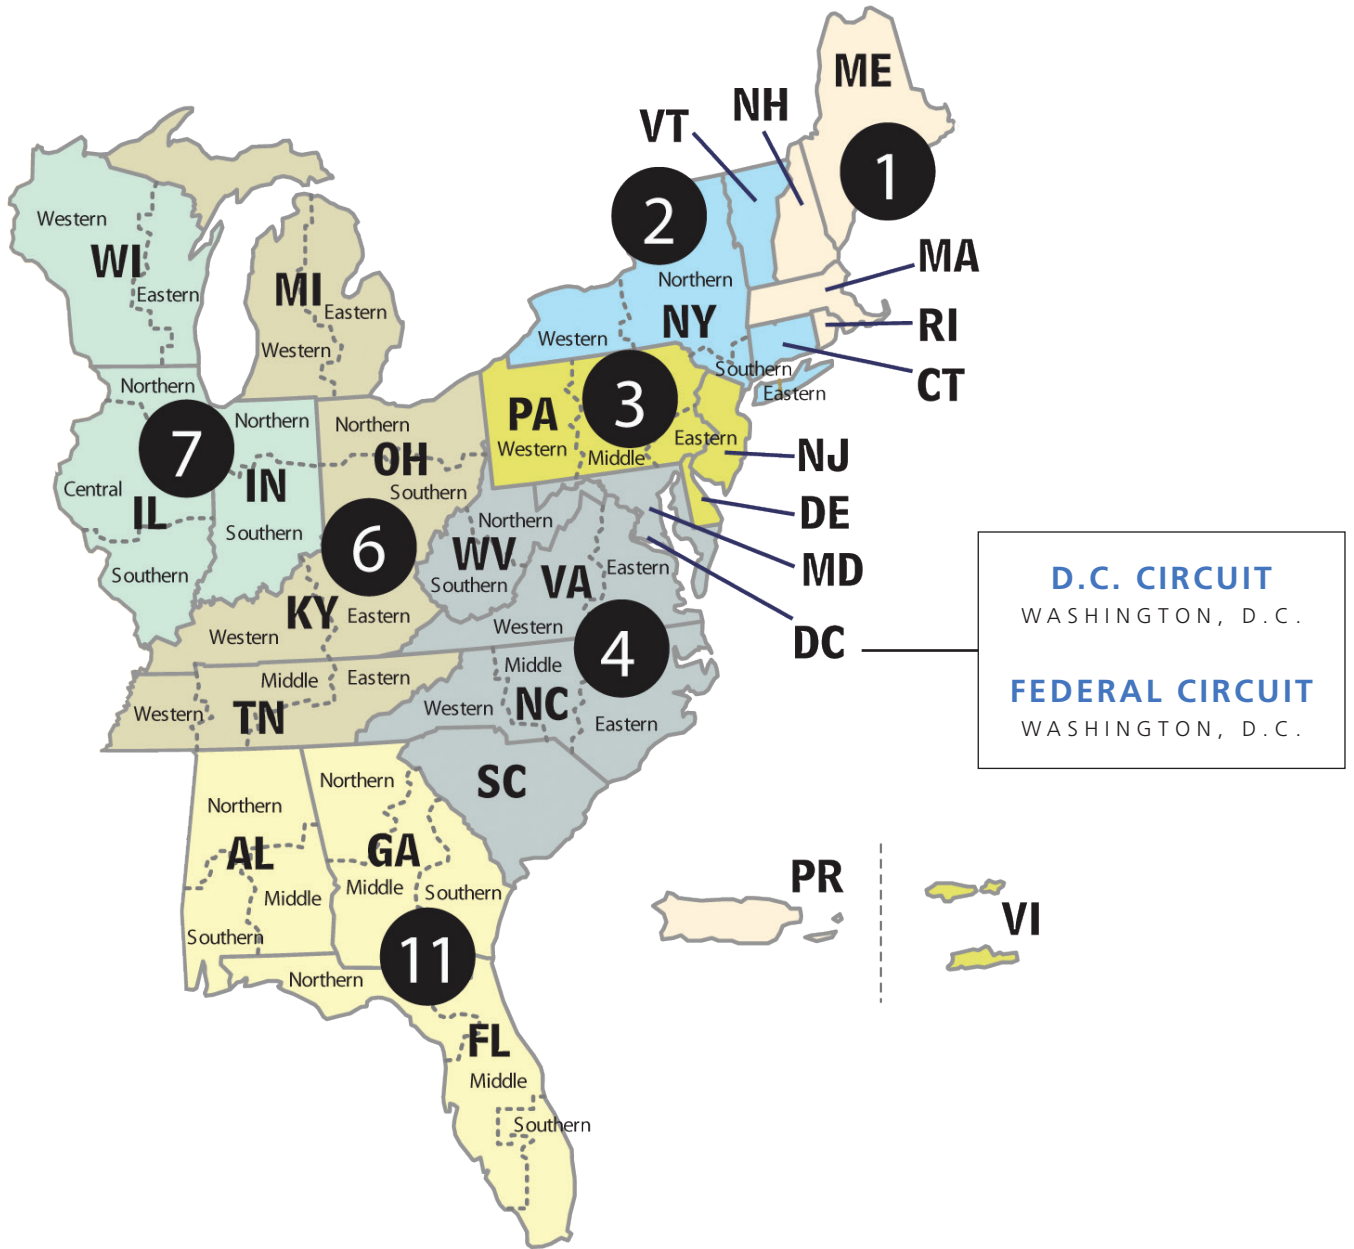 ME
NH
VT
1
2
Western
WI
Eastern
MI
Eastern
Western
Northern
NY
Western
Southern
Eastern
MA
RI
CT
Northern
7
Northern
Central
IL
IN
Southern
Southern
Northern
OH
Southern
6
PA
3
Western
Middle
Eastern
NJ
DE
MD
DC
Northern
WV
Southern
VA
Eastern
Western
4
KY
Eastern
Western
Middle
Eastern
Western
TN
Middle
Western
NC
Eastern
SC
D.C. CIRCUIT
WASHINGTON, D.C.
FEDERAL CIRCUIT
WASHINGTON, D.C.
Northern
AL
Middle
Southern
Northern
GA
Middle
Southern
11
Northern
FL
Middle
Southern
PR
VI